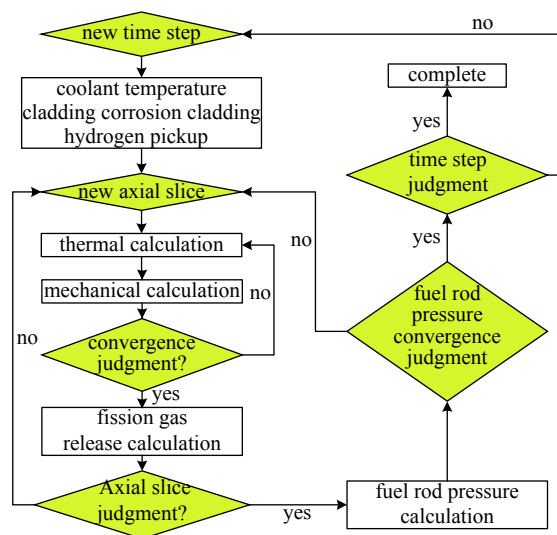 new time step
no
coolant temperature
cladding corrosion cladding
hydrogen pickup
complete
yes
time step
judgment
new axial slice
no
yes
thermal calculation
mechanical calculation
no
fuel rod
pressure
convergence
judgment
no
convergence
judgment?
yes
fission gas
release calculation
Axial slice
judgment?
yes
fuel rod pressure
calculation